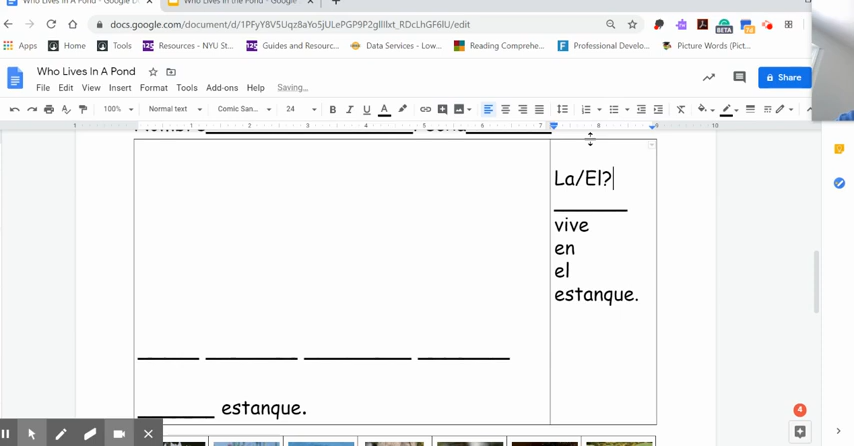 Who Lives In A Pond - Google D
Who Lives In the Pond - Google
docs.google.com/document/d/
/edit
Apps Home Tools Resources - NYU St... Guides and Resourc... Data Services - Low... Reading Comprehe... Professional Develo... Picture Words (Pict...
Who Lives In A Pond
File Edit View Insert Format Tools Add-ons Help Saving...
Share
100% Normal text Comic San... 24
La/El?
vive
en
el
estanque.
estanque.
BETA
4